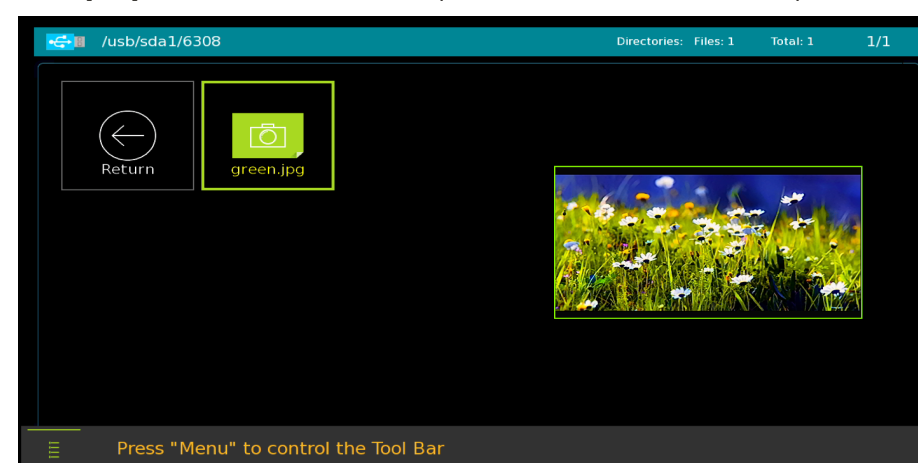 /usb/sda1/6308 Directories: Files: 1 Total: 1 1/1
Return
green.jpg
Press "Menu" to control the Tool Bar